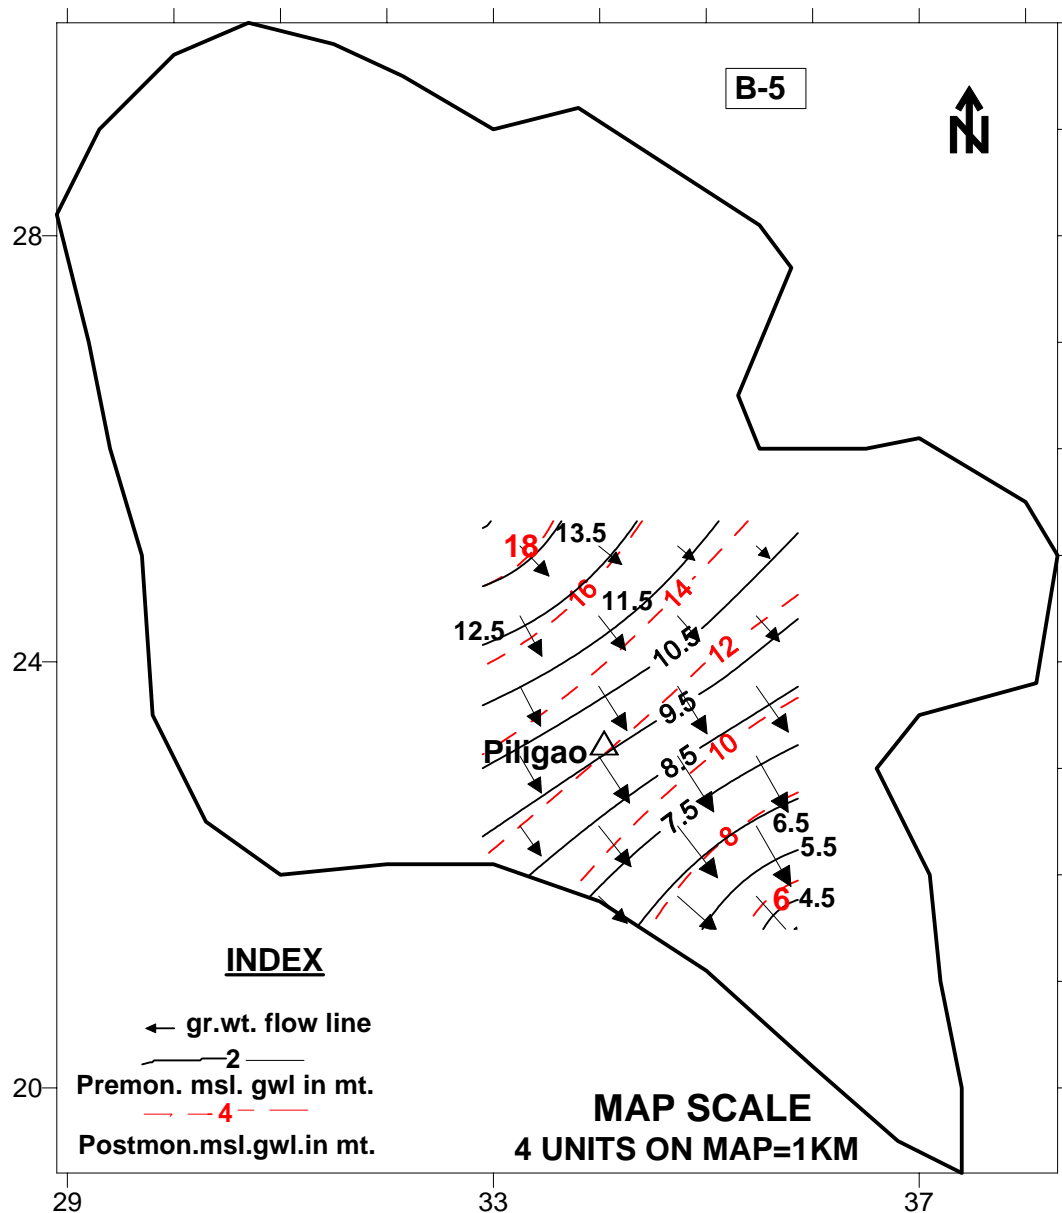 B-5
N
28
18
13.5
16
14
11.5
12.5
10.5
12
24
9.5
Piligao
10
8.5
7.5
6.5
8
5.5
6
4.5
INDEX
gr.wt. flow line
2
Premon. msl. gwl in mt.
4
Postmon.msl.gwl.in mt.
MAP SCALE
4 UNITS ON MAP=1KM
20
29
33
37